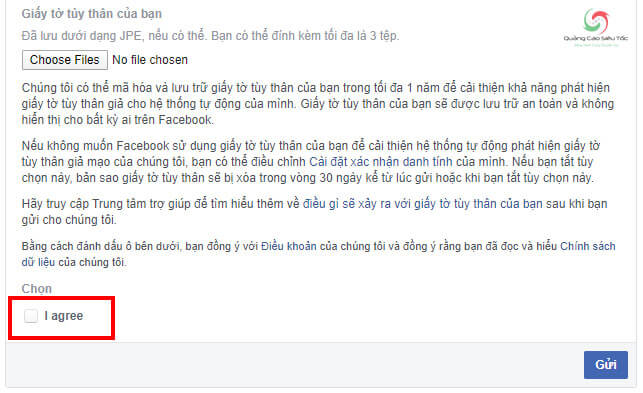 Giấy tờ tùy thân của bạn
Đã lưu dưới dạng JPE, nếu có thể. Bạn có thể đính kèm tối đa là 3 tệp.
Quảng Cáo Siêu Tốc
Choose Files No file chosen
Chúng tôi có thể mã hóa và lưu trữ giấy tờ tùy thân của bạn trong tối đa 1 năm để cải thiện khả năng phát hiện
giấy tờ tùy thân giả cho hệ thống tự động của mình. Giấy tờ tùy thân của bạn sẽ được lưu trữ an toàn và không
hiển thị cho bất kỳ ai trên Facebook.
Nếu không muốn Facebook sử dụng giấy tờ tùy thân của bạn để cải thiện hệ thống tự động phát hiện giấy tờ
tùy thân giả mạo của chúng tôi, bạn có thể điều chỉnh Cài đặt xác nhận danh tính của mình. Nếu bạn tắt tùy
chọn này, bản sao giấy tờ tùy thân sẽ bị xóa trong vòng 30 ngày kể từ lúc gửi hoặc khi bạn tắt tùy chọn này.
Hãy truy cập Trung tâm trợ giúp để tìm hiểu thêm về điều gì sẽ xảy ra với giấy tờ tùy thân của bạn sau khi bạn
gửi cho chúng tôi.
Bằng cách đánh dấu ô bên dưới, bạn đồng ý với Điều khoản của chúng tôi và đồng ý rằng bạn đã đọc và hiểu Chính sách
dữ liệu của chúng tôi.
Chọn
I agree
Gửi